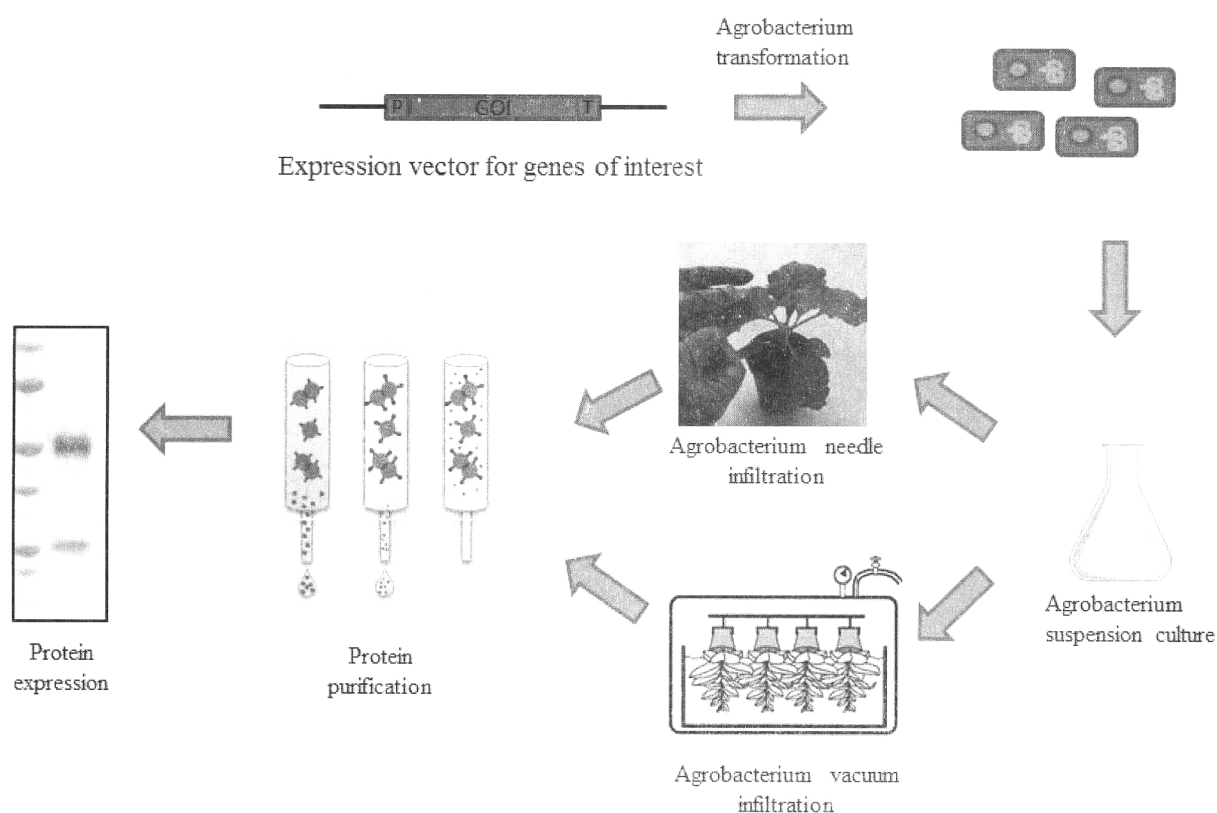 Agrobacterium
transformation
P GOI T
Expression vector for genes of interest
Agrobacterium needle
infiltration
Agrobacterium
suspension culture
Protein
expression
Protein
purification
Agrobacterium vacuum
infiltration